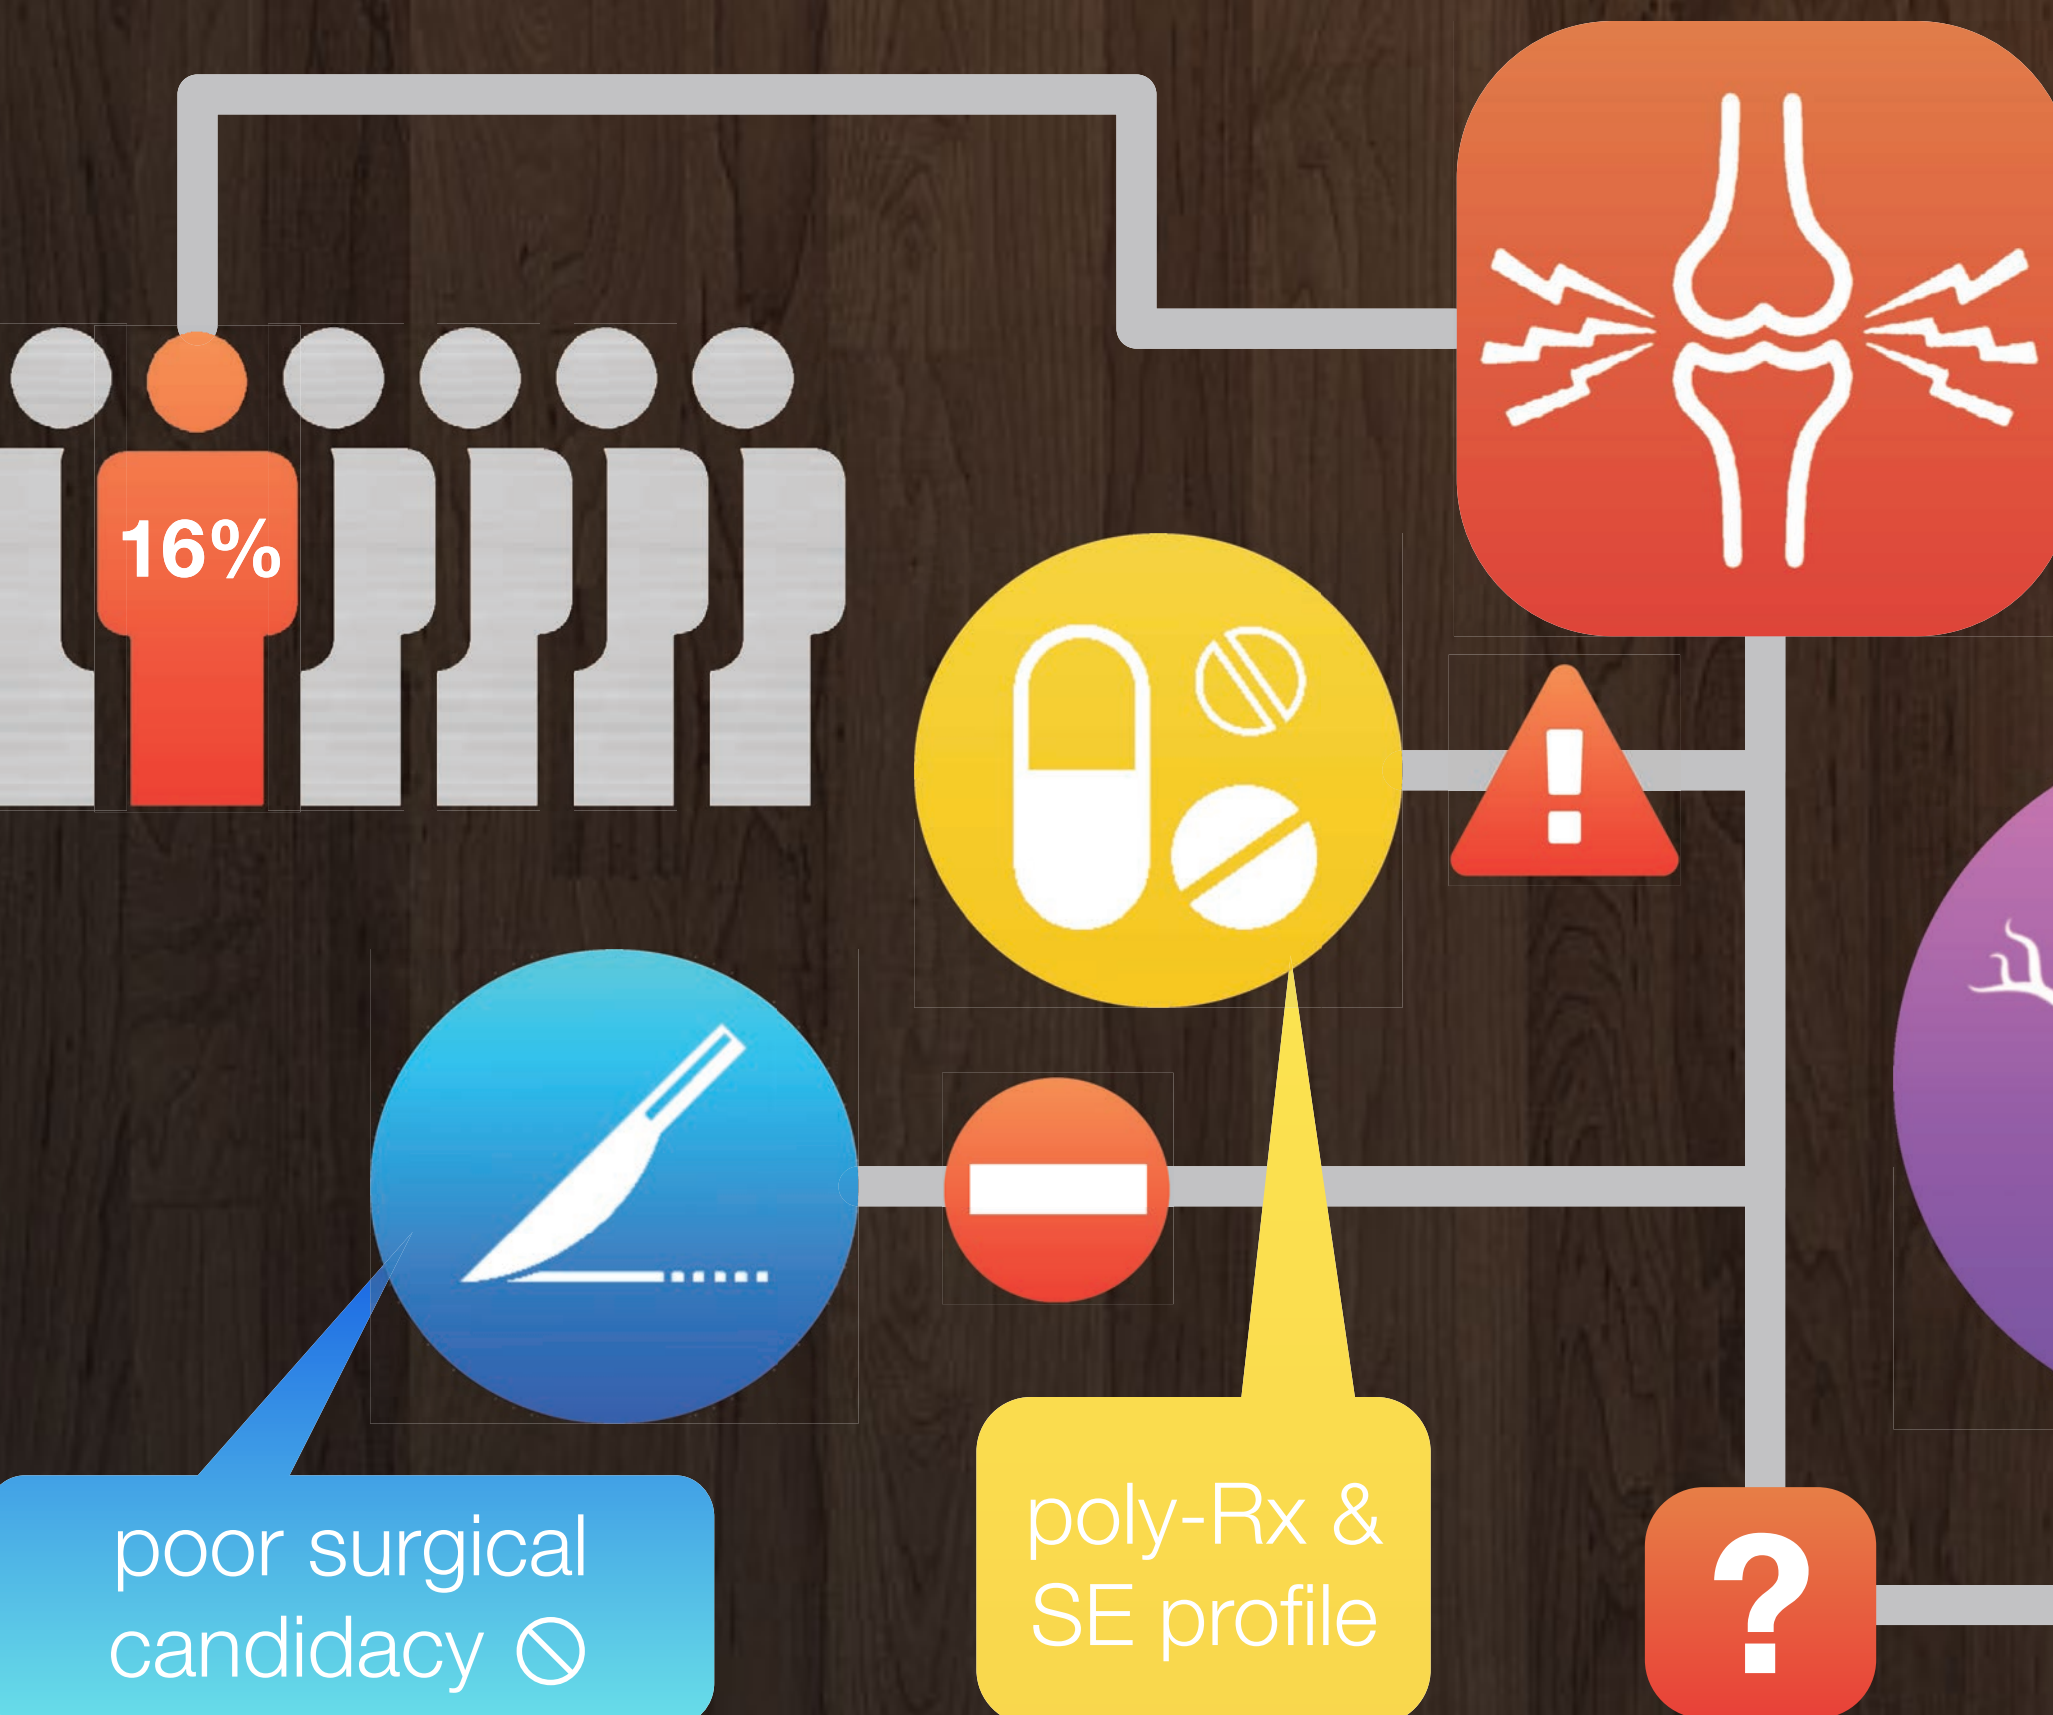 16%
!
poly-Rx &
SE profile
poor surgical
candidacy
?